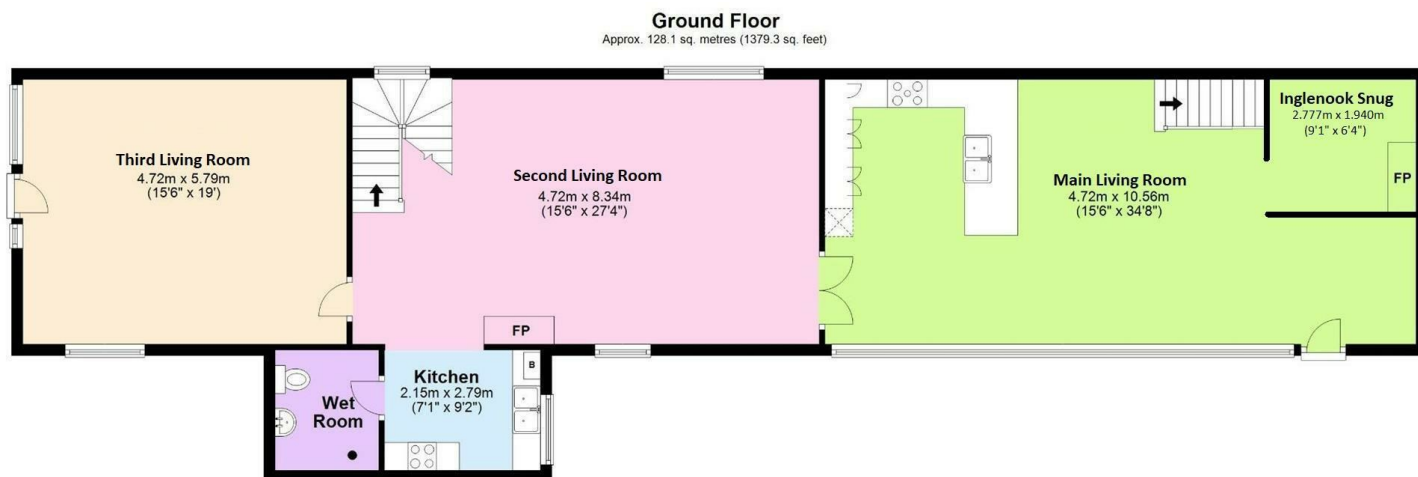 Ground Floor
Approx. 128.1 sq. metres (1379.3 sq. feet)
Third Living Room
4.72m x 5.79m
(15'6" x 19')
Second Living Room
4.72m x 8.34m
(15'6" x 27'4")
Main Living Room
4.72m x 10.56m
(15'6" x 34'8")
Inglenook Snug
2.777m x 1.940m
(9'1" x 6'4")
FP
FP
Kitchen
2.15m x 2.79m
(7'1" x 9'2")
B
Wet
Room